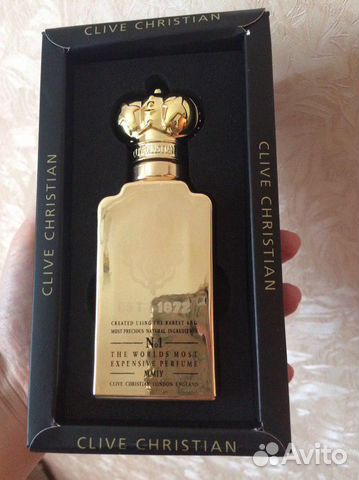 CLIVE CHRISTIAN
CLIVE CHRISTIAN
CLIVE CHRISTIAN
CHRISTIAN
1872
CREATED USING THE RAREST AND
MOST PRECIOUS NATURAL INGREDIENTS
No1
THE WORLDS MOST
EXPENSIVE PERFUME
MMIV
CLIVE CHRISTIAN LONDON ENGLAND
CLIVE CHRISTIAN
Avito